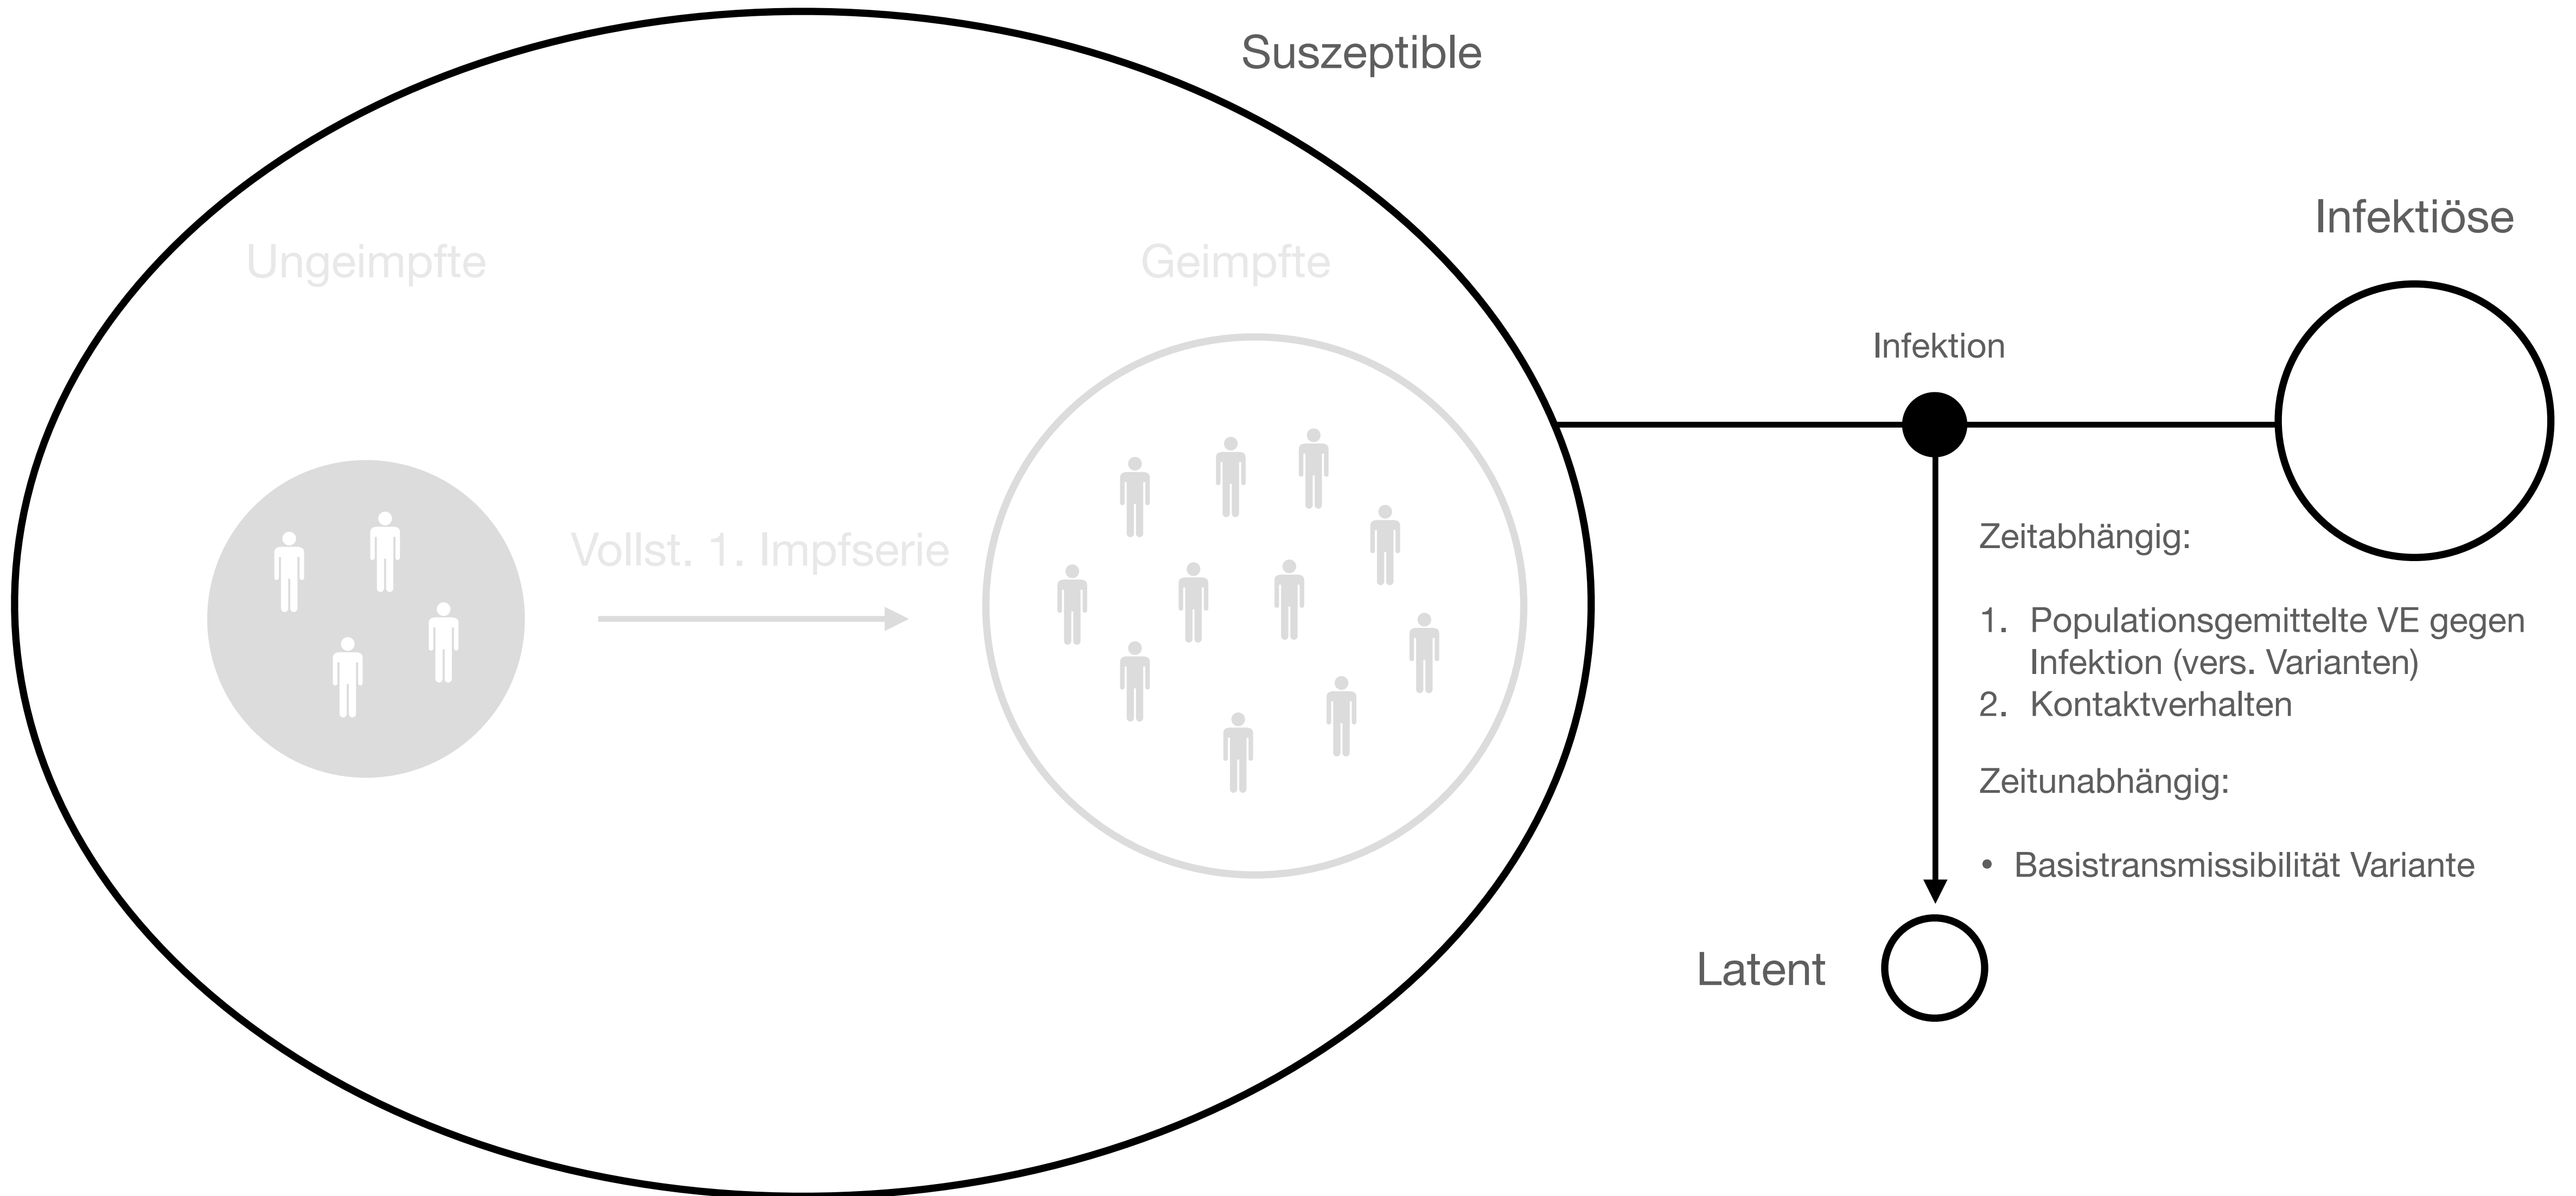 Suszeptible
Ungeimpfte
Geimpfte
Vollst. 1. Impfserie
Infektiöse
Infektion
Zeitabhängig:
1. Populationsgemittelte VE gegen
Infektion (vers. Varianten)
2. Kontaktverhalten
Zeitunabhängig:
• Basistransmissibilität Variante
Latent